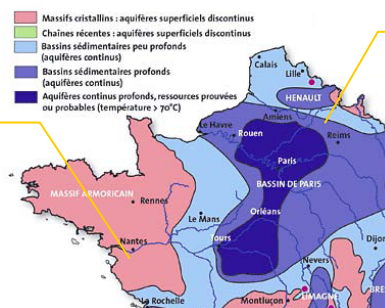 Massifs cristallins : aquifères superficiels discontinus
Chaînes récentes : aquifères superficiels discontinus
Bassins sédimentaires peu profonds
(aquifères continus)
Bassins sédimentaires profonds
(aquifères continus)
Aquifères continus profonds, ressources prouvées
ou probables (température > 70°C)
Calais
Lille
HENAULT
Amiens
Le Havre
Rouen
Reims
Paris
MASSIF ARMORICAIN
BASSIN DE PARIS
Rennes
Le Mans
Orléans
Nantes
Tours
Dijo
Nevers
La Rochelle
Montluçon
LIMAGNE
BRE